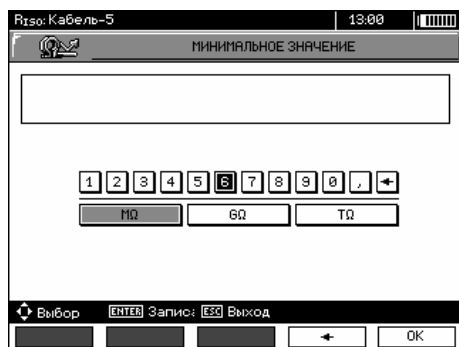 RISO: Кабель-5 13:00
МИНИМАЛЬНОЕ ЗНАЧЕНИЕ
1 2 3 4 5 6 7 8 9 0 , ←
MΩ GΩ TΩ
Выбор ENTER Запис: ESC Выход
← OK